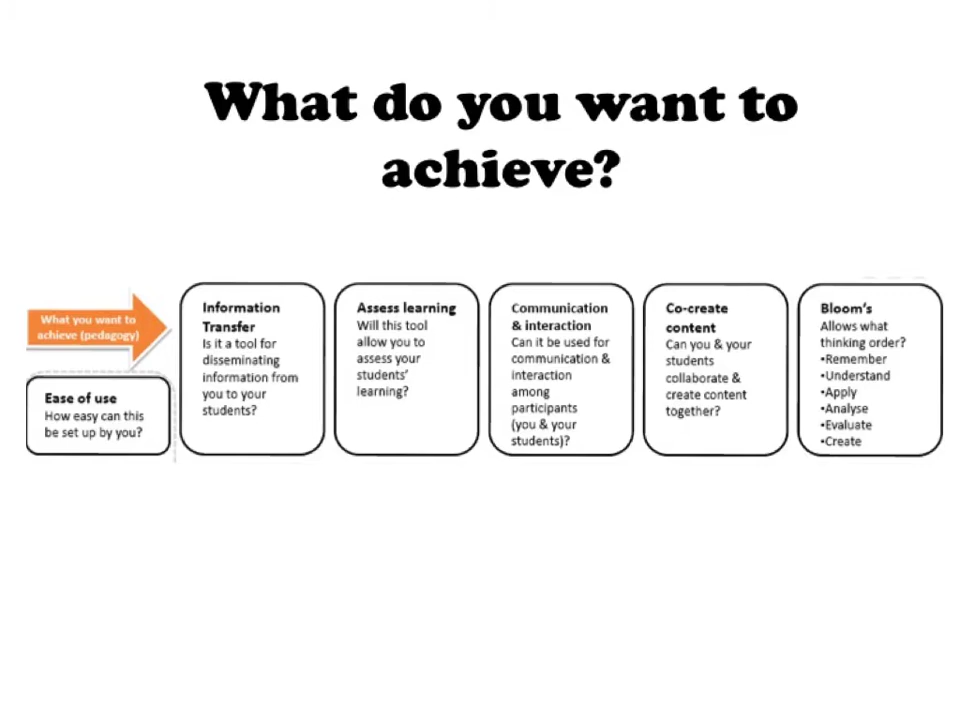 What do you want to
achieve?
What you want to
achieve (pedagogy)
Ease of use
How easy can this
be set up by you?
Information
Transfer
Is it a tool for
disseminating
information from
you to your
students?
Assess learning
Will this tool
allow you to
assess your
students'
learning?
Communication
& interaction
Can it be used for
communication &
interaction
among
participants
(you & your
students)?
Co-create
content
Can you & your
students
collaborate &
create content
together?
Bloom's
Allows what
thinking order?
•Remember
•Understand
•Apply
•Analyse
•Evaluate
•Create